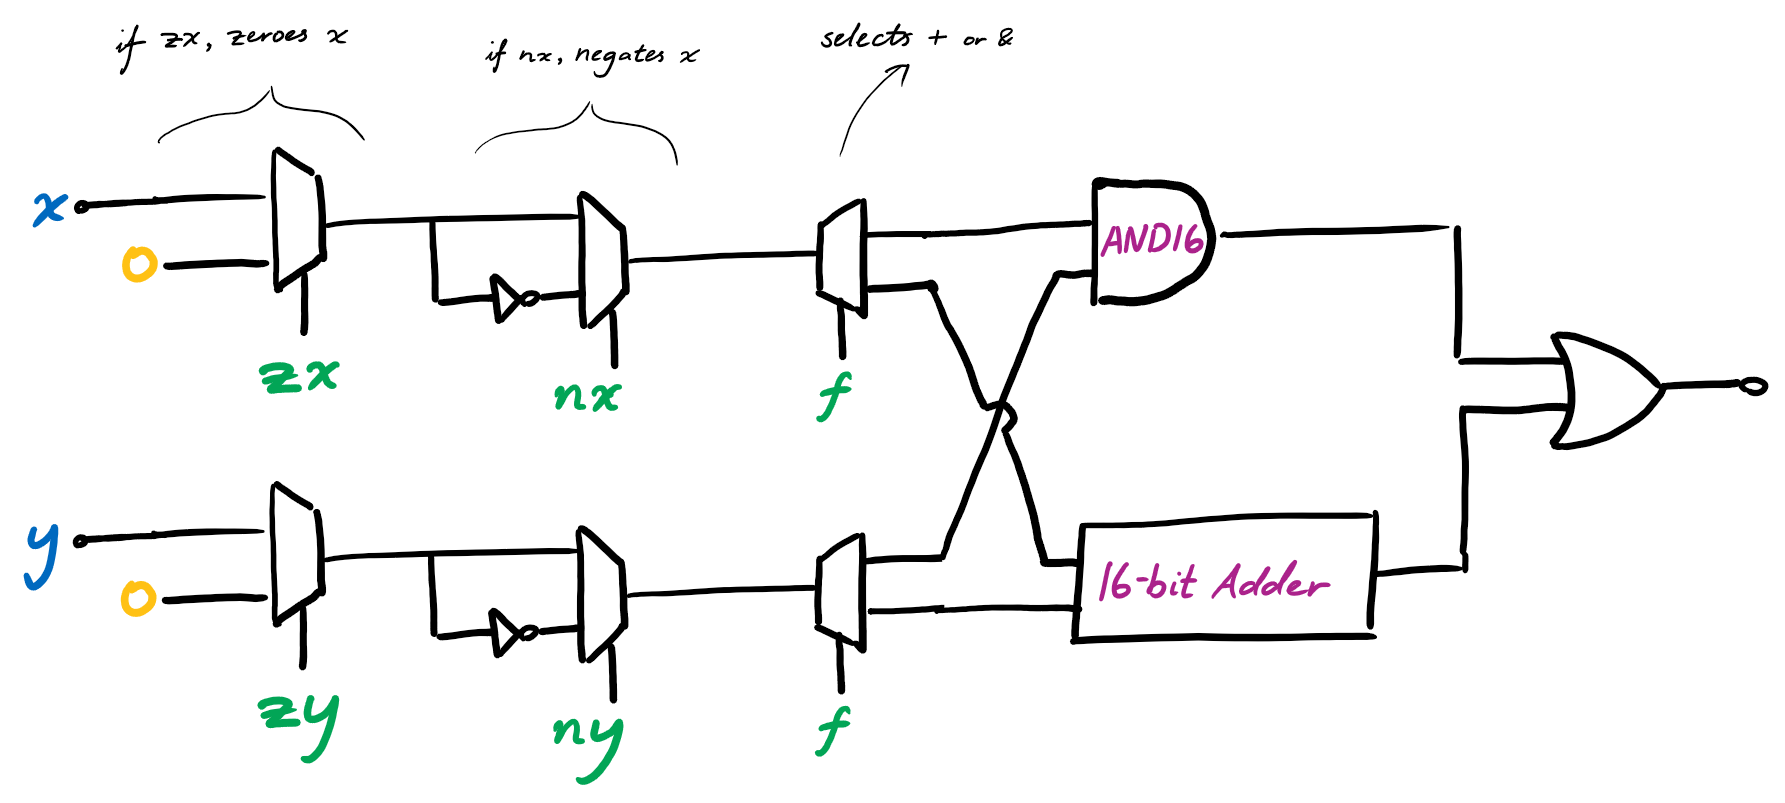 if zx, zeroes x
if nx, negates x
selects + or &
x
0
AND16
zx
nx
f
y
0
16-bit Adder
zy
ny
f